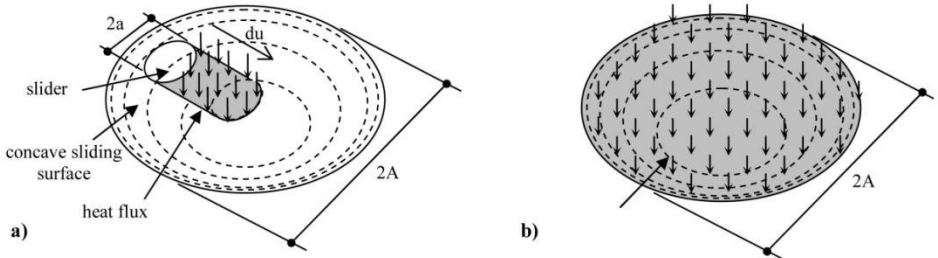 2a
du
slider
concave sliding
surface
heat flux
2A
a)
2A
b)